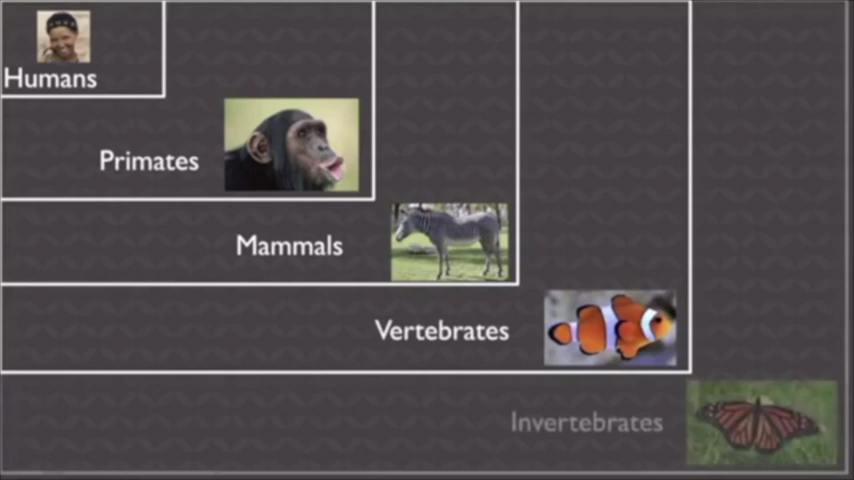 Humans
Primates
Mammals
Vertebrates
Invertebrates